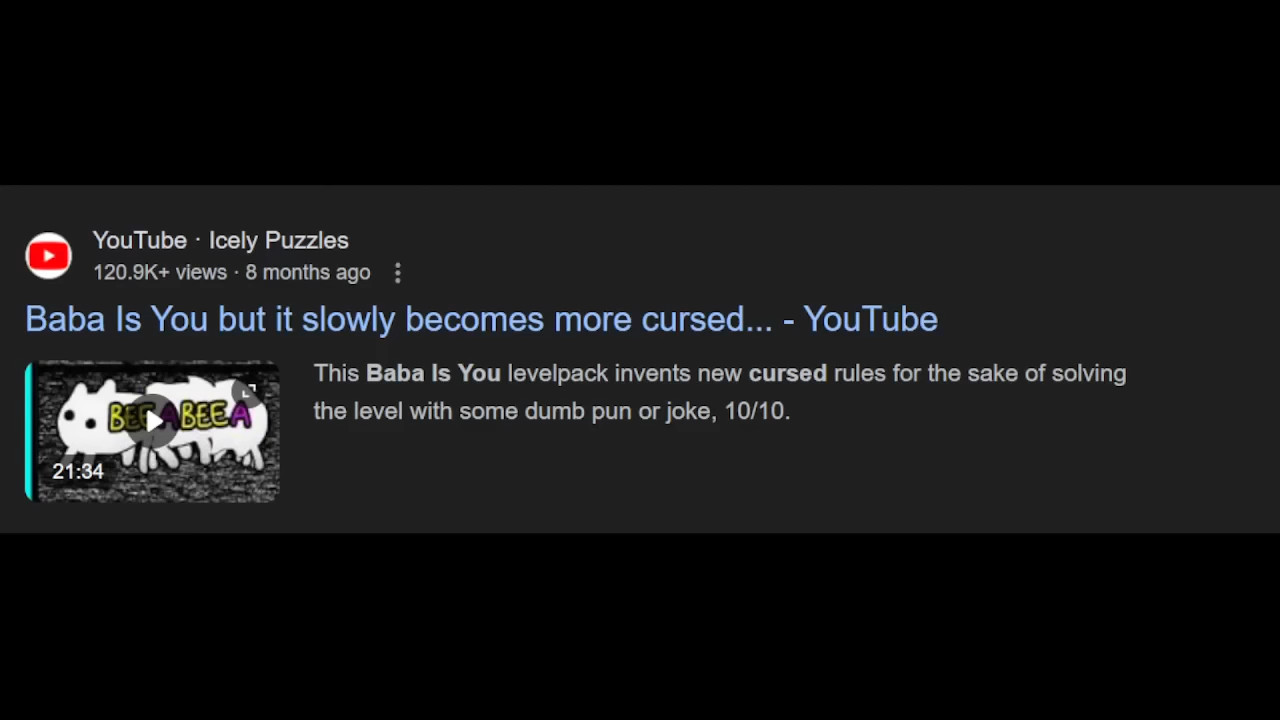 YouTube · Icely Puzzles
120.9K+ views · 8 months ago
Baba Is You but it slowly becomes more cursed... - YouTube
This Baba Is You levelpack invents new cursed rules for the sake of solving
the level with some dumb pun or joke, 10/10.
BEE A BEE A
21:34